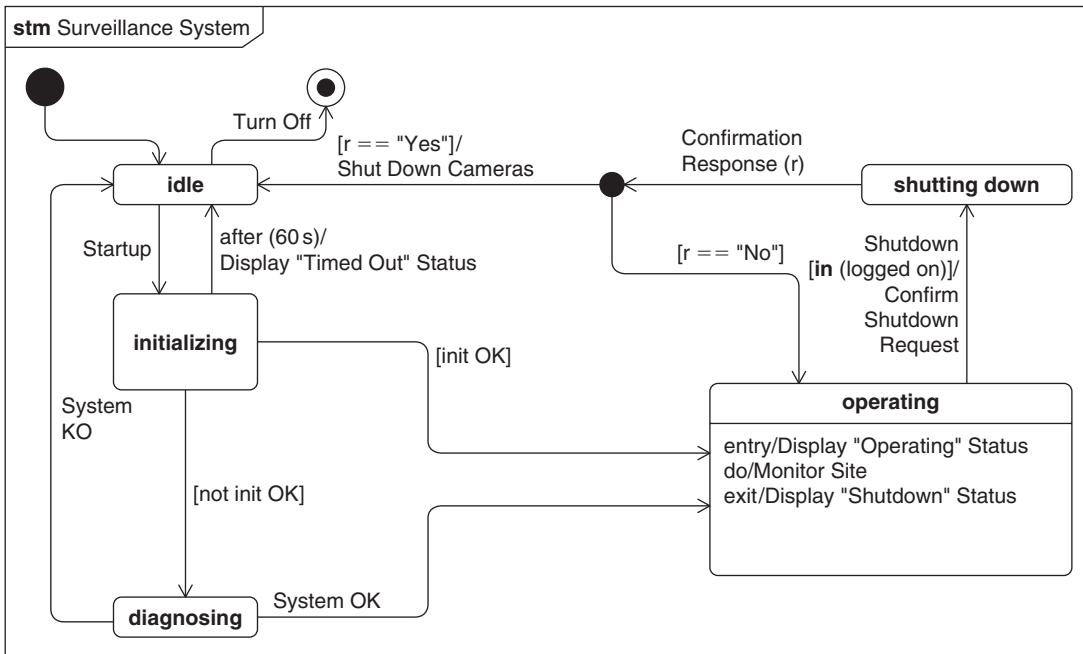 stm Surveillance System
Turn Off
[r == "Yes"]/
Shut Down Cameras
Confirmation
Response (r)
idle
shutting down
Startup
after (60 s)/
Display "Timed Out" Status
[r == "No"]
Shutdown
[in (logged on)]/
Confirm
Shutdown
Request
initializing
[init OK]
System
KO
operating
entry/Display "Operating" Status
do/Monitor Site
exit/Display "Shutdown" Status
[not init OK]
diagnosing
System OK